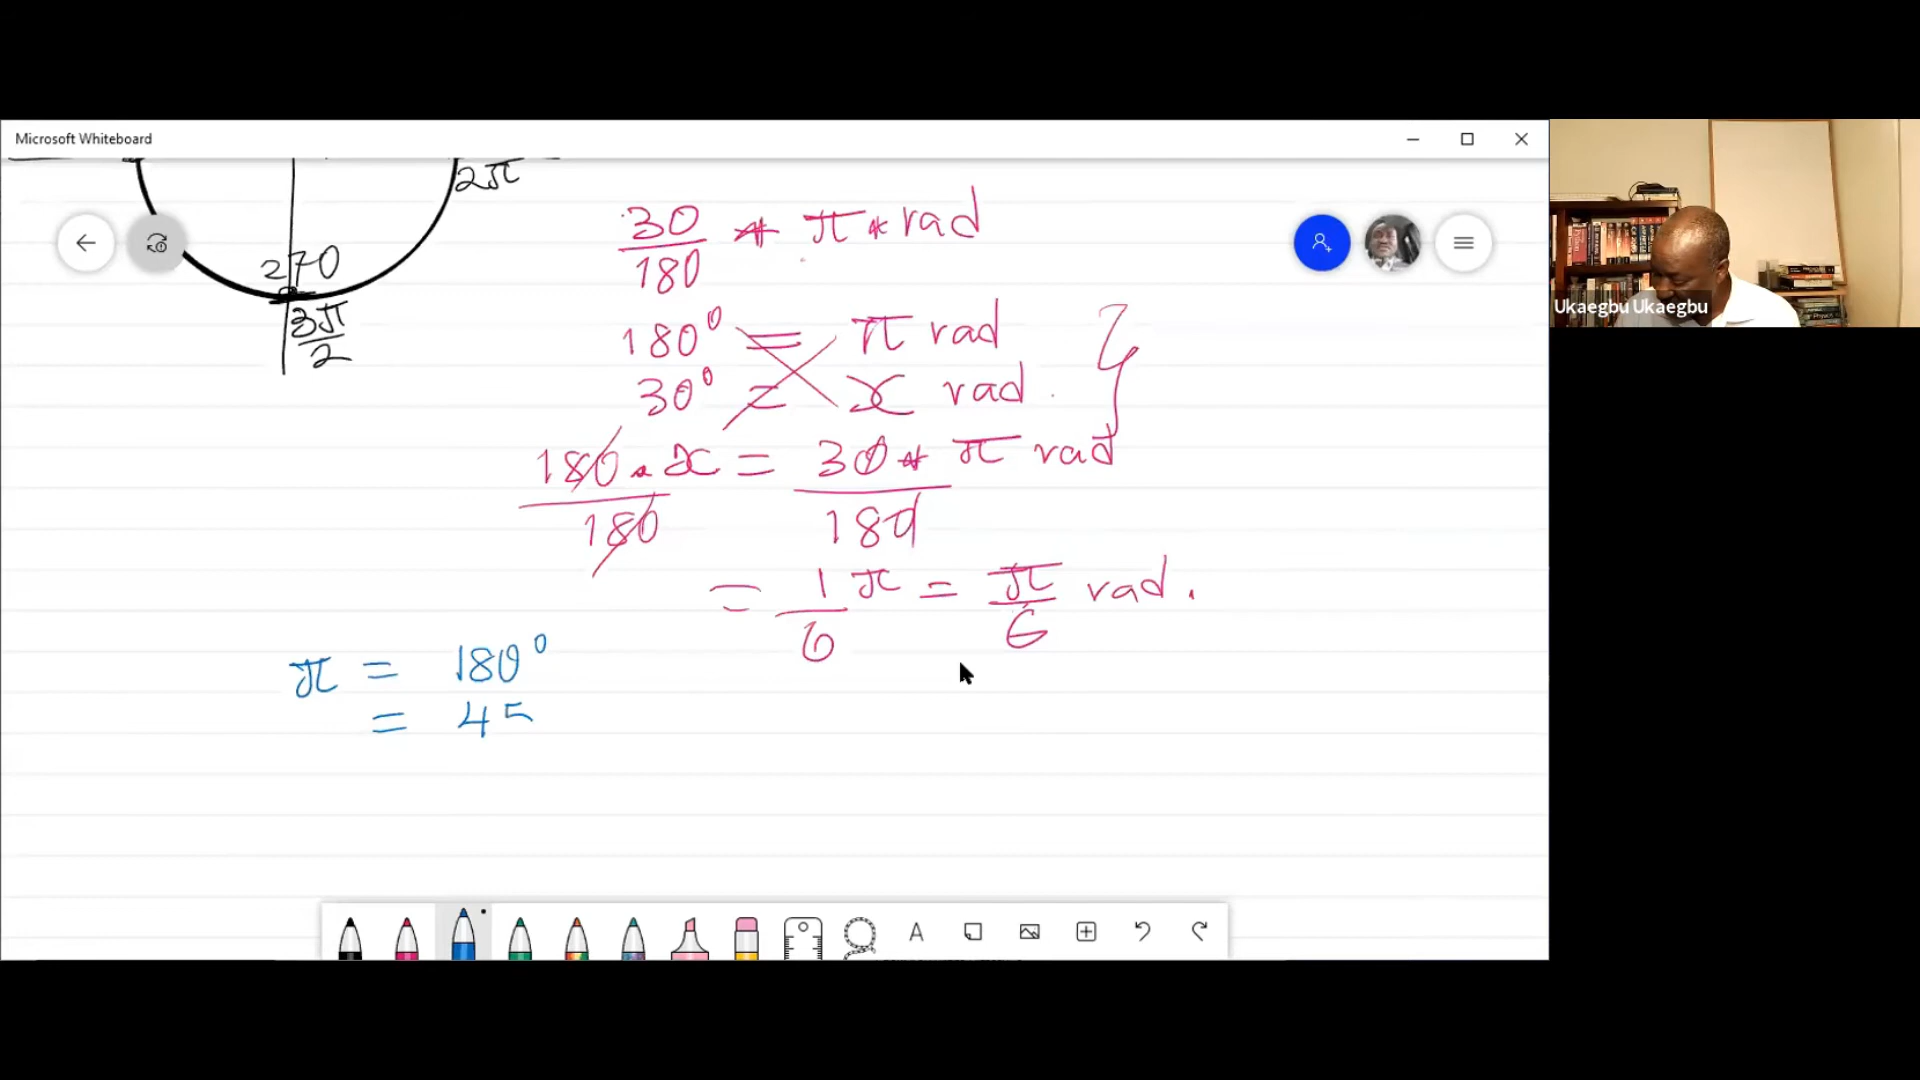 Microsoft Whiteboard
2π
270
3π
2
30/180 * π * rad
180° = π rad
30° = x rad.
180 . x / 180 = 30 * π rad / 180
= 1/6 π = π/6 rad.
π = 180°
= 45
A
Ukaegbu Ukaegbu